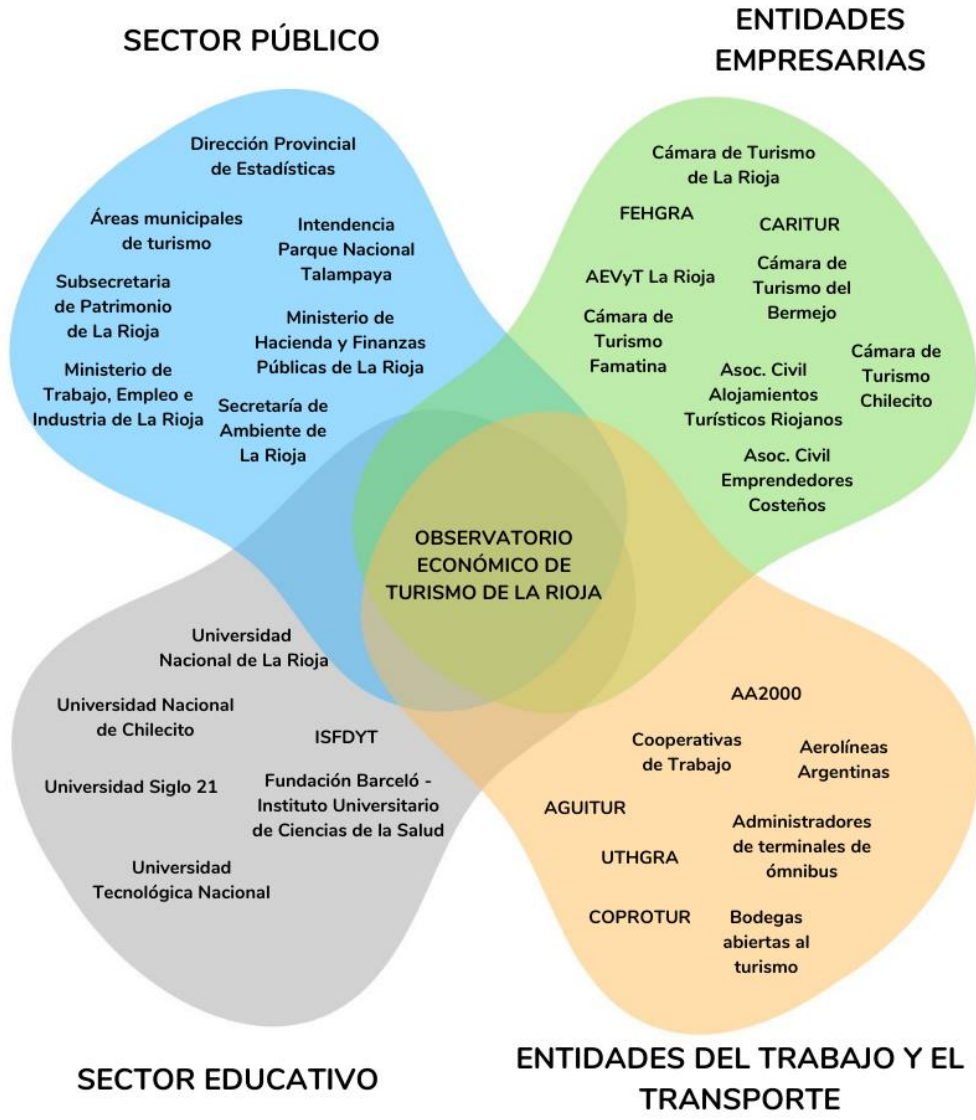 SECTOR PÚBLICO
Dirección Provincial
de Estadísticas
Áreas municipales
de turismo
Intendencia
Parque Nacional
Talampaya
Subsecretaria
de Patrimonio
de La Rioja
Ministerio de
Hacienda y Finanzas
Públicas de La Rioja
Ministerio de
Trabajo, Empleo e
Industria de La Rioja
Secretaría de
Ambiente de
La Rioja
ENTIDADES
EMPRESARIAS
Cámara de Turismo
de La Rioja
FEHGRA
CARITUR
AEVyT La Rioja
Cámara de
Turismo del
Bermejo
Cámara de
Turismo
Famatina
Asoc. Civil
Alojamientos
Turísticos Riojanos
Cámara de
Turismo
Chilecito
Asoc. Civil
Emprendedores
Costeños
OBSERVATORIO
ECONÓMICO DE
TURISMO DE LA RIOJA
Universidad
Nacional de La Rioja
Universidad Nacional
de Chilecito
ISFDYT
Universidad Siglo 21
Fundación Barceló -
Instituto Universitario
de Ciencias de la Salud
Universidad
Tecnológica Nacional
SECTOR EDUCATIVO
AA2000
Cooperativas
de Trabajo
Aerolíneas
Argentinas
AGUITUR
Administradores
de terminales de
ómnibus
UTHGRA
COPROTUR
Bodegas
abiertas al
turismo
ENTIDADES DEL TRABAJO Y EL
TRANSPORTE